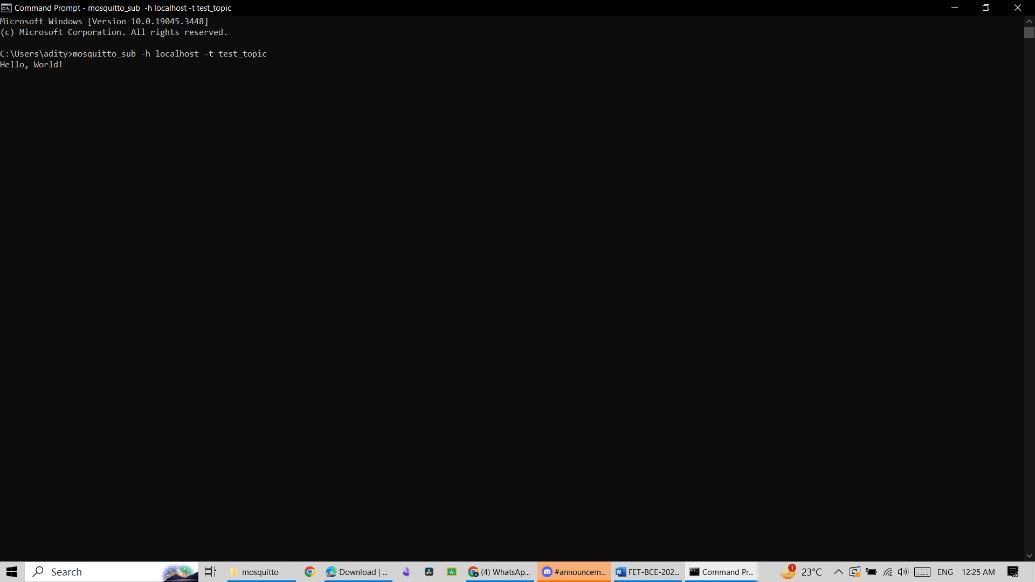 Command Prompt - mosquitto_sub -h localhost -t test_topic
Microsoft Windows [Version 10.0.19045.3448]
(c) Microsoft Corporation. All rights reserved.
C:\Users\adity>mosquitto_sub -h localhost -t test_topic
Hello, World!
Search
mosquitto
Download | ...
(4) WhatsAp...
#announcem...
FET-BCE-202...
Command Pr...
1
23°C
ENG
12:25 AM